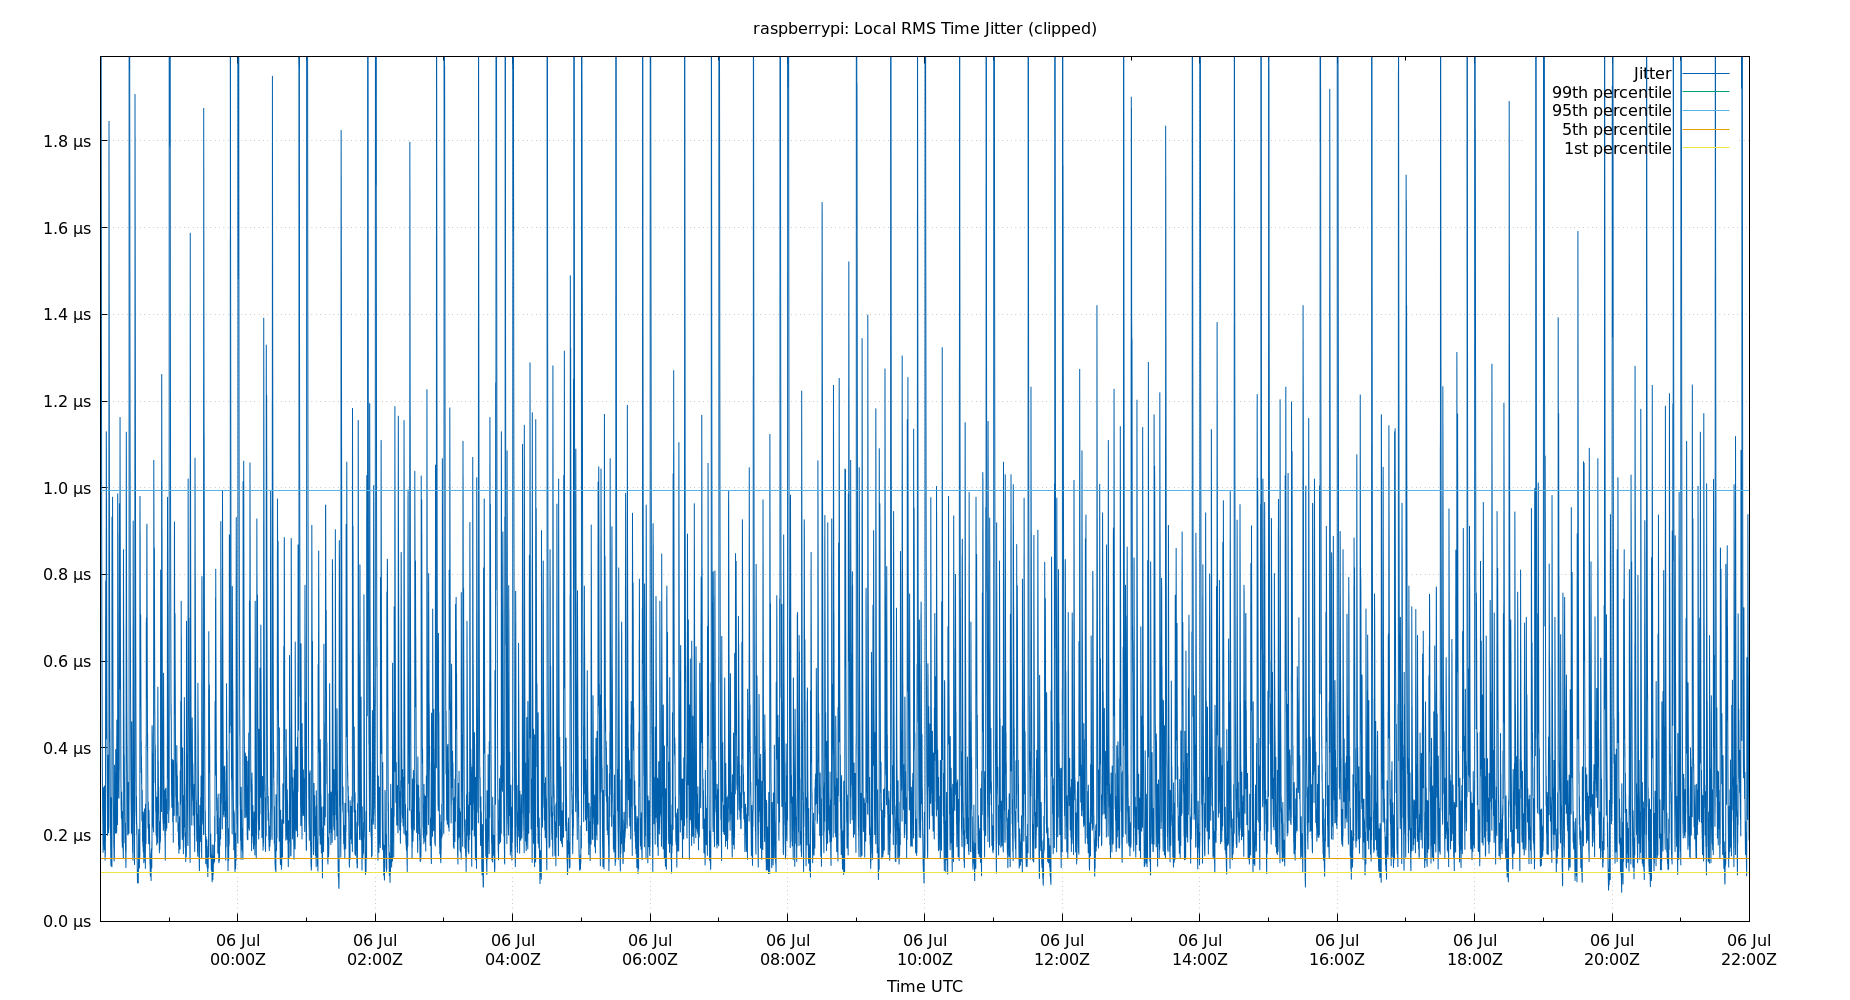 raspberrypi: Local RMS Time Jitter (clipped)
Jitter
99th percentile
95th percentile
5th percentile
1st percentile
1.8 µs
1.6 µs
1.4 µs
1.2 µs
1.0 µs
0.8 µs
0.6 µs
0.4 µs
0.2 µs
0.0 µs
06 Jul 06 Jul 06 Jul 06 Jul 06 Jul 06 Jul 06 Jul 06 Jul 06 Jul 06 Jul 06 Jul 06 Jul
00:00Z 02:00Z 04:00Z 06:00Z 08:00Z 10:00Z 12:00Z 14:00Z 16:00Z 18:00Z 20:00Z 22:00Z
Time UTC